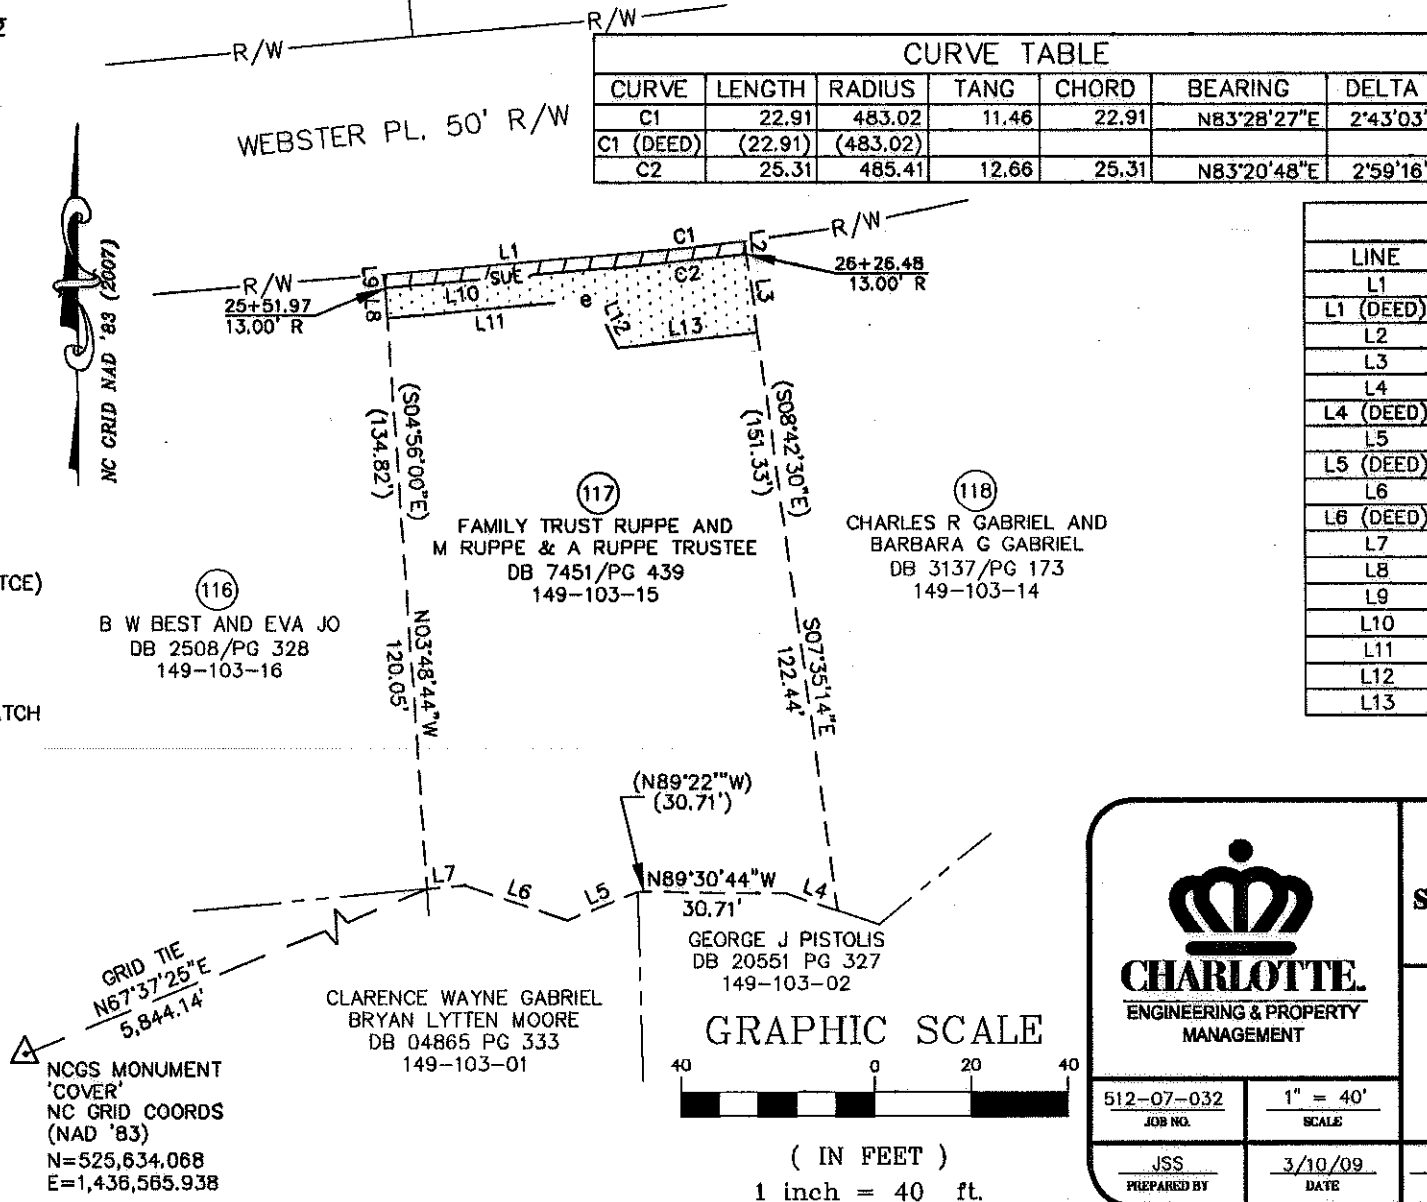 R/W
R/W
WEBSTER PL. 50' R/W
CURVE TABLE
CURVE LENGTH RADIUS TANG CHORD BEARING DELTA
C1 22.91 483.02 11.46 22.91 N83°28'27"E 2°43'03"
C1 (DEED) (22.91) (483.02)
C2 25.31 485.41 12.66 25.31 N83°20'48"E 2°59'16"
NC GRID NAD '83 (2007)
R/W
L9
L8
L1
C1
L2
R/W
L10
SUE
C2
L3
25+51.97
13.00' R
26+26.48
13.00' R
L11
e
L12
L13
LINE
L1
L1 (DEED)
L2
L3
L4
L4 (DEED)
L5
L5 (DEED)
L6
L6 (DEED)
L7
L8
L9
L10
L11
L12
L13
(S04°56'00"E)
(134.82')
(S08°42'30"E)
(151.33')
117
FAMILY TRUST RUPPE AND
M RUPPE & A RUPPE TRUSTEE
DB 7451/PG 439
149-103-15
118
CHARLES R GABRIEL AND
BARBARA G GABRIEL
DB 3137/PG 173
149-103-14
TCE)
116
B W BEST AND EVA JO
DB 2508/PG 328
149-103-16
N03°48'44"W
120.05'
S07°35'14"E
122.44'
TCH
(N89°22'"W)
(30.71')
L7
L6
L5
N89°30'44"W
30.71'
L4
GEORGE J PISTOLIS
DB 20551 PG 327
149-103-02
GRID TIE
N67°37'25"E
5,844.14'
CLARENCE WAYNE GABRIEL
BRYAN LYTTEN MOORE
DB 04865 PG 333
149-103-01
NCGS MONUMENT
'COVER'
NC GRID COORDS
(NAD '83)
N=525,634.068
E=1,436,565.938
GRAPHIC SCALE
40 0 20 40
( IN FEET )
1 inch = 40 ft.
CHARLOTTE.
ENGINEERING & PROPERTY
MANAGEMENT
S
512-07-032
JOB NO.
1" = 40'
SCALE
JSS
PREPARED BY
3/10/09
DATE